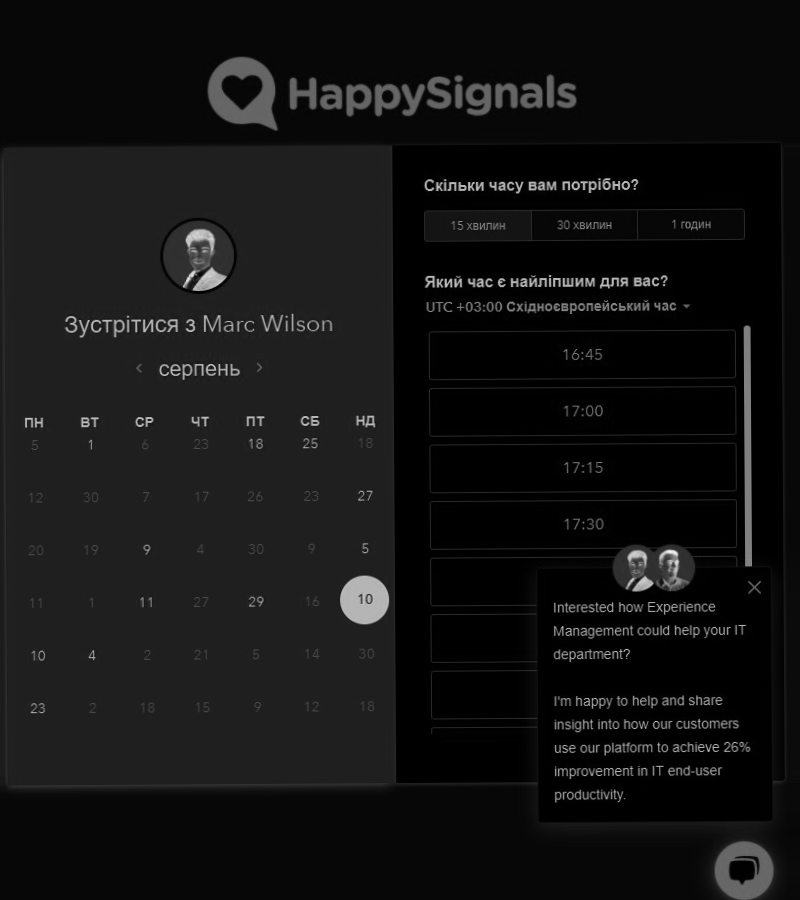 HappySignals
Зустрітися з Marc Wilson
серпень
ПН ВТ СР ЧТ ПТ СБ НД
5 1 6 23 18 25 18
12 30 7 17 26 23 27
20 19 9 4 30 9 5
11 1 11 27 29 16 10
10 4 2 21 5 14 30
23 2 18 15 9 12 18
Скільки часу вам потрібно?
15 хвилин 30 хвилин 1 годин
Який час є найліпшим для вас?
UTC +03:00 Східноєвропейський час
16:45
17:00
17:15
17:30
Interested how Experience
Management could help your IT
department?
I'm happy to help and share
insight into how our customers
use our platform to achieve 26%
improvement in IT end-user
productivity.